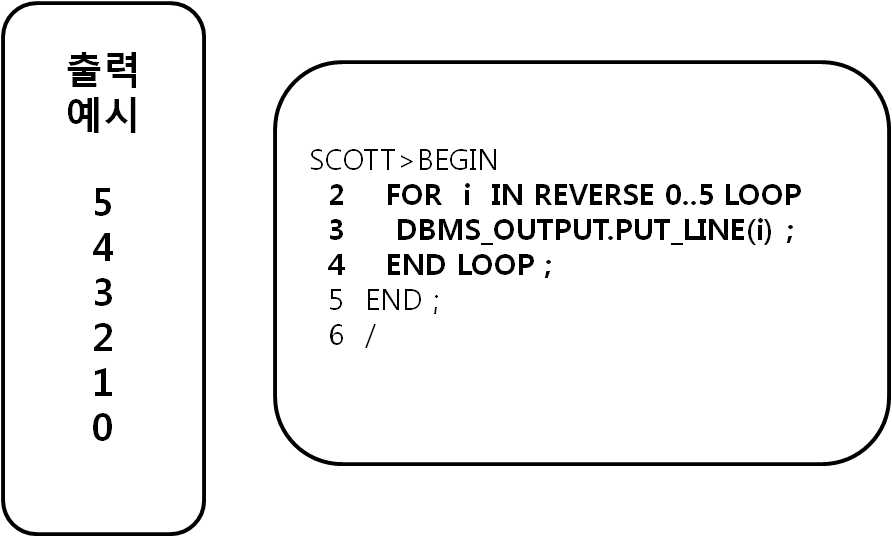 출력
예시
5
4
3
2
1
0
SCOTT>BEGIN
2 FOR i IN REVERSE 0..5 LOOP
3 DBMS_OUTPUT.PUT_LINE(i) ;
4 END LOOP ;
5 END ;
6 /